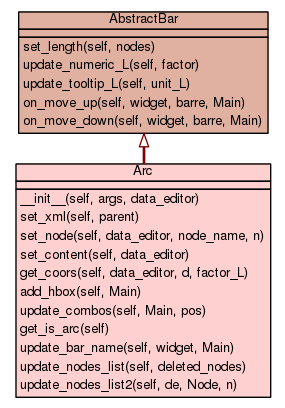 AbstractBar
set_length(self, nodes)
update_numeric_L(self, factor)
update_tooltip_L(self, unit_L)
on_move_up(self, widget, barre, Main)
on_move_down(self, widget, barre, Main)
Arc
__init__(self, args, data_editor)
set_xml(self, parent)
set_node(self, data_editor, node_name, n)
set_content(self, data_editor)
get_coors(self, data_editor, d, factor_L)
add_hbox(self, Main)
update_combos(self, Main, pos)
get_is_arc(self)
update_bar_name(self, widget, Main)
update_nodes_list(self, deleted_nodes)
update_nodes_list2(self, de, Node, n)